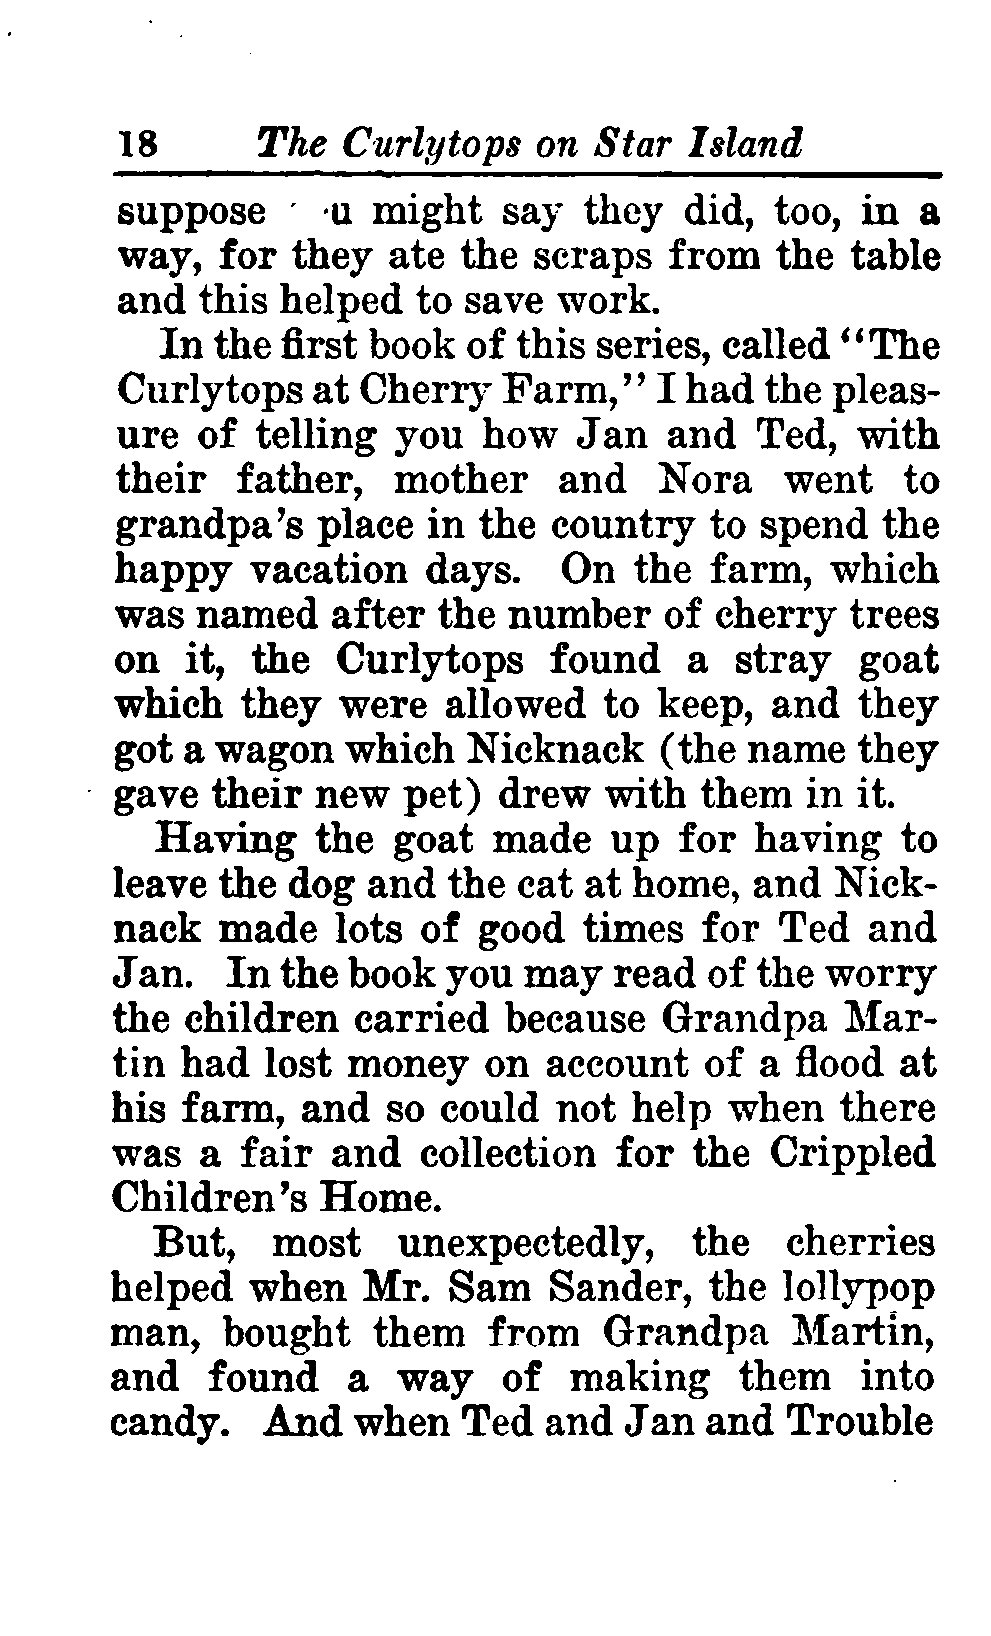 18 The Curlytops on Star Island
suppose u might say they did, too, in a
way, for they ate the scraps from the table
and this helped to save work.
In the first book of this series, called "The
Curlytops at Cherry Farm," I had the pleas-
ure of telling you how Jan and Ted, with
their father, mother and Nora went to
grandpa's place in the country to spend the
happy vacation days. On the farm, which
was named after the number of cherry trees
on it, the Curlytops found a stray goat
which they were allowed to keep, and they
got a wagon which Nicknack (the name they
gave their new pet) drew with them in it.
Having the goat made up for having to
leave the dog and the cat at home, and Nick-
nack made lots of good times for Ted and
Jan. In the book you may read of the worry
the children carried because Grandpa Mar-
tin had lost money on account of a flood at
his farm, and so could not help when there
was a fair and collection for the Crippled
Children's Home.
But, most unexpectedly, the cherries
helped when Mr. Sam Sander, the lollypop
man, bought them from Grandpa Martin,
and found a way of making them into
candy. And when Ted and Jan and Trouble